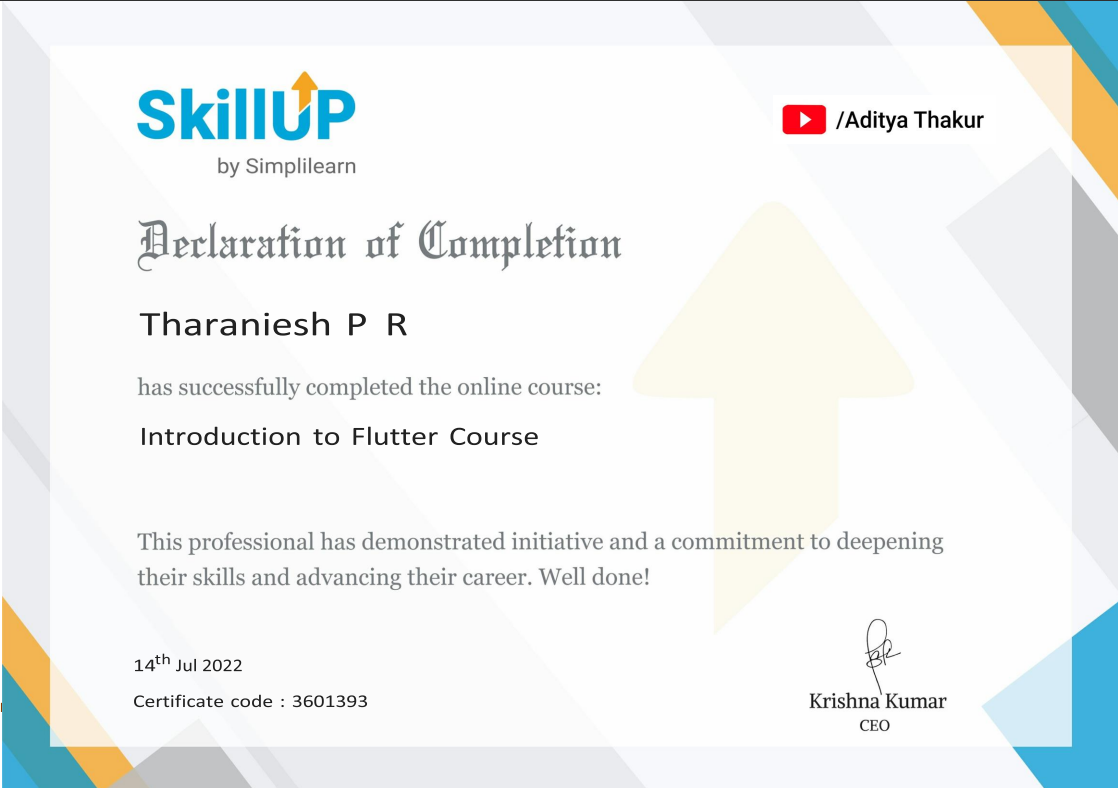 SkillUP
by Simplilearn
/Aditya Thakur
Declaration of Completion
Tharaniesh P R
has successfully completed the online course:
Introduction to Flutter Course
This professional has demonstrated initiative and a commitment to deepening
their skills and advancing their career. Well done!
14th Jul 2022
Certificate code : 3601393
Krishna Kumar
CEO